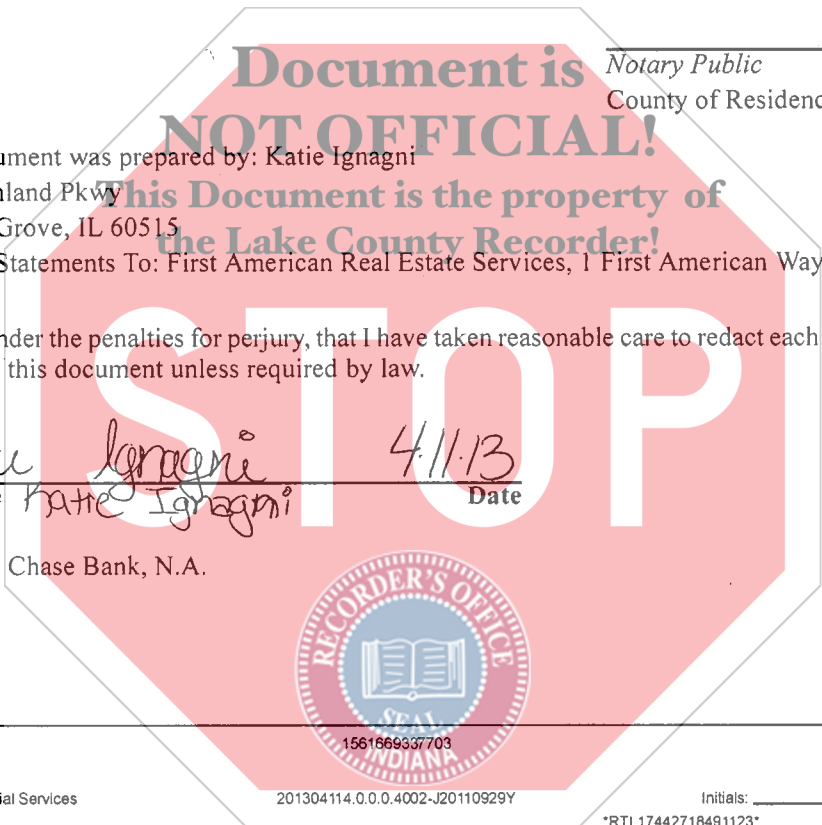 Document is
Notary Public
County of Residenc
NOT OFFICIAL!
ument was prepared by: Katie Ignagni
nland Pkwy
This Document is the property of
Grove, IL 60515
the Lake County Recorder!
Statements To: First American Real Estate Services, 1 First American Way
nder the penalties for perjury, that I have taken reasonable care to redact each
this document unless required by law.
STOP
Ignagni 4.11.13
Katie Ignagni
Date
Chase Bank, N.A.
RECORDER'S OFFICE
SEAL
INDIANA
1561669337703
ial Services
201304114.0.0.0.4002-J20110929Y
Initials:
*RTL17442718491123*